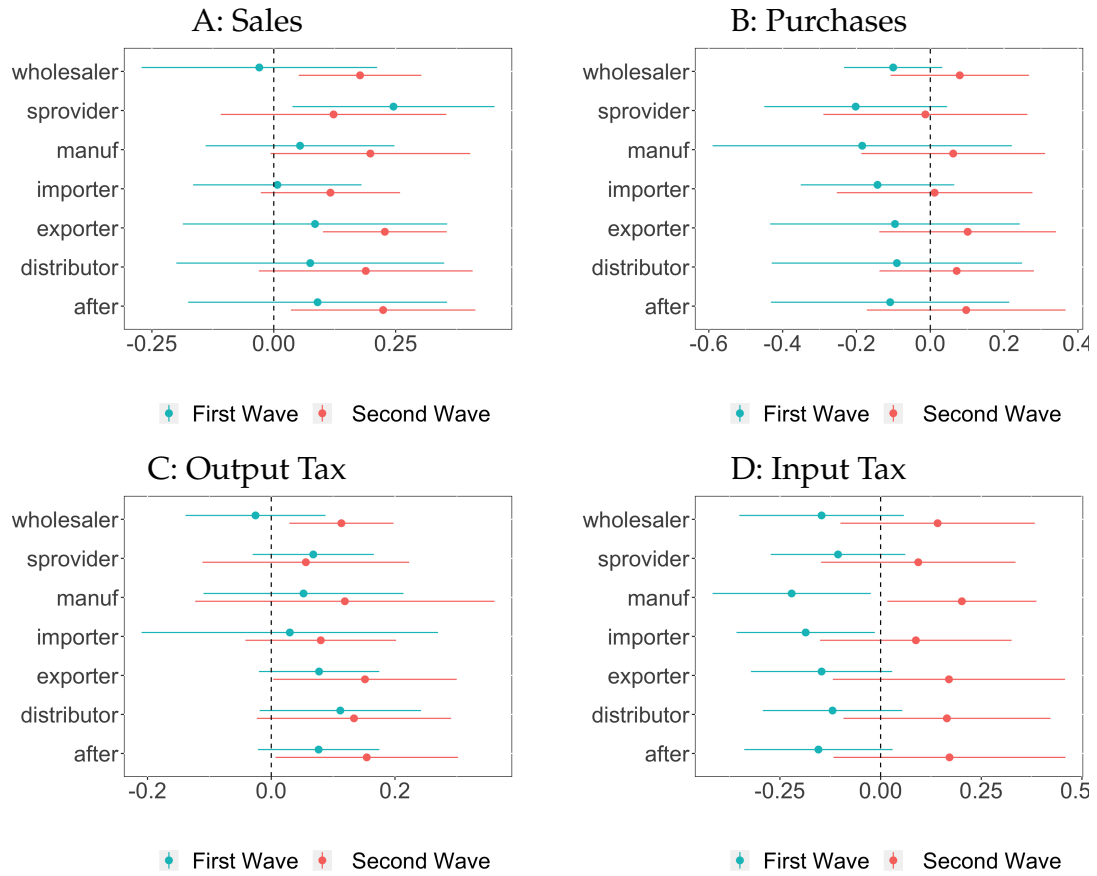 A: Sales
wholesaler
sprovider
manuf
importer
exporter
distributor
after
-0.25 0.00 0.25
First Wave Second Wave
B: Purchases
wholesaler
sprovider
manuf
importer
exporter
distributor
after
-0.6 -0.4 -0.2 0.0 0.2 0.4
First Wave Second Wave
C: Output Tax
wholesaler
sprovider
manuf
importer
exporter
distributor
after
-0.2 0.0 0.2
First Wave Second Wave
D: Input Tax
wholesaler
sprovider
manuf
importer
exporter
distributor
after
-0.25 0.00 0.25 0.5
First Wave Second Wave